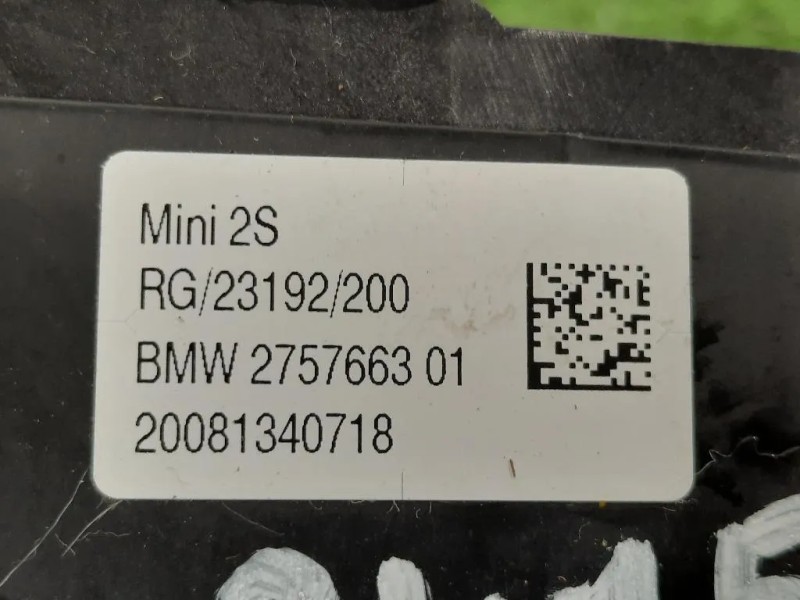 Mini 2S
RG/23192/200
BMW 2757663 01
20081340718